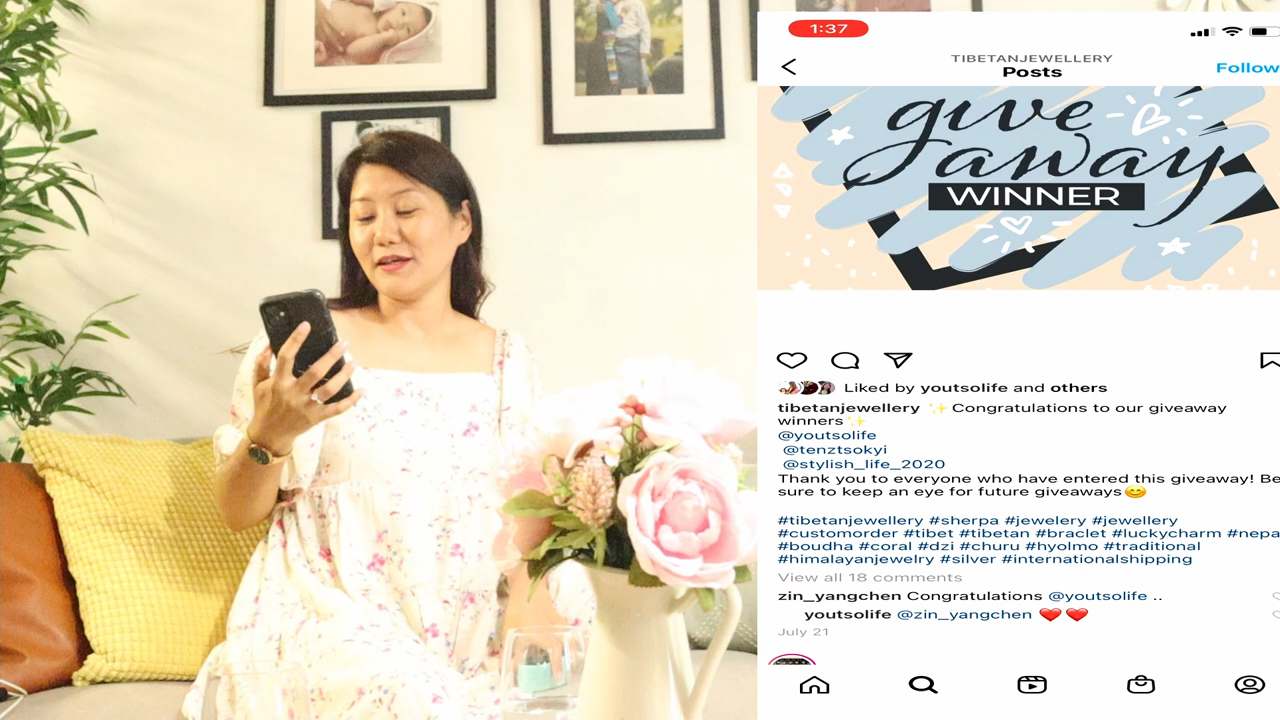 1:37
TIBETANJEWELLERY
Posts
Follow
give
away
WINNER
Liked by youtsolife and others
tibetanjewellery ✨Congratulations to our giveaway
winners✨
@youtsolife
@tenztsokyi
@stylish_life_2020
Thank you to everyone who have entered this giveaway! Be
sure to keep an eye for future giveaways😊
#tibetanjewellery #sherpa #jewelery #jewellery
#customorder #tibet #tibetan #braclet #luckycharm #nepa
#boudha #coral #dzi #churu #hyolmo #traditional
#himalayanjewelry #silver #internationalshipping
View all 18 comments
zin_yangchen Congratulations @youtsolife ..
youtsolife @zin_yangchen ❤️❤️
July 21